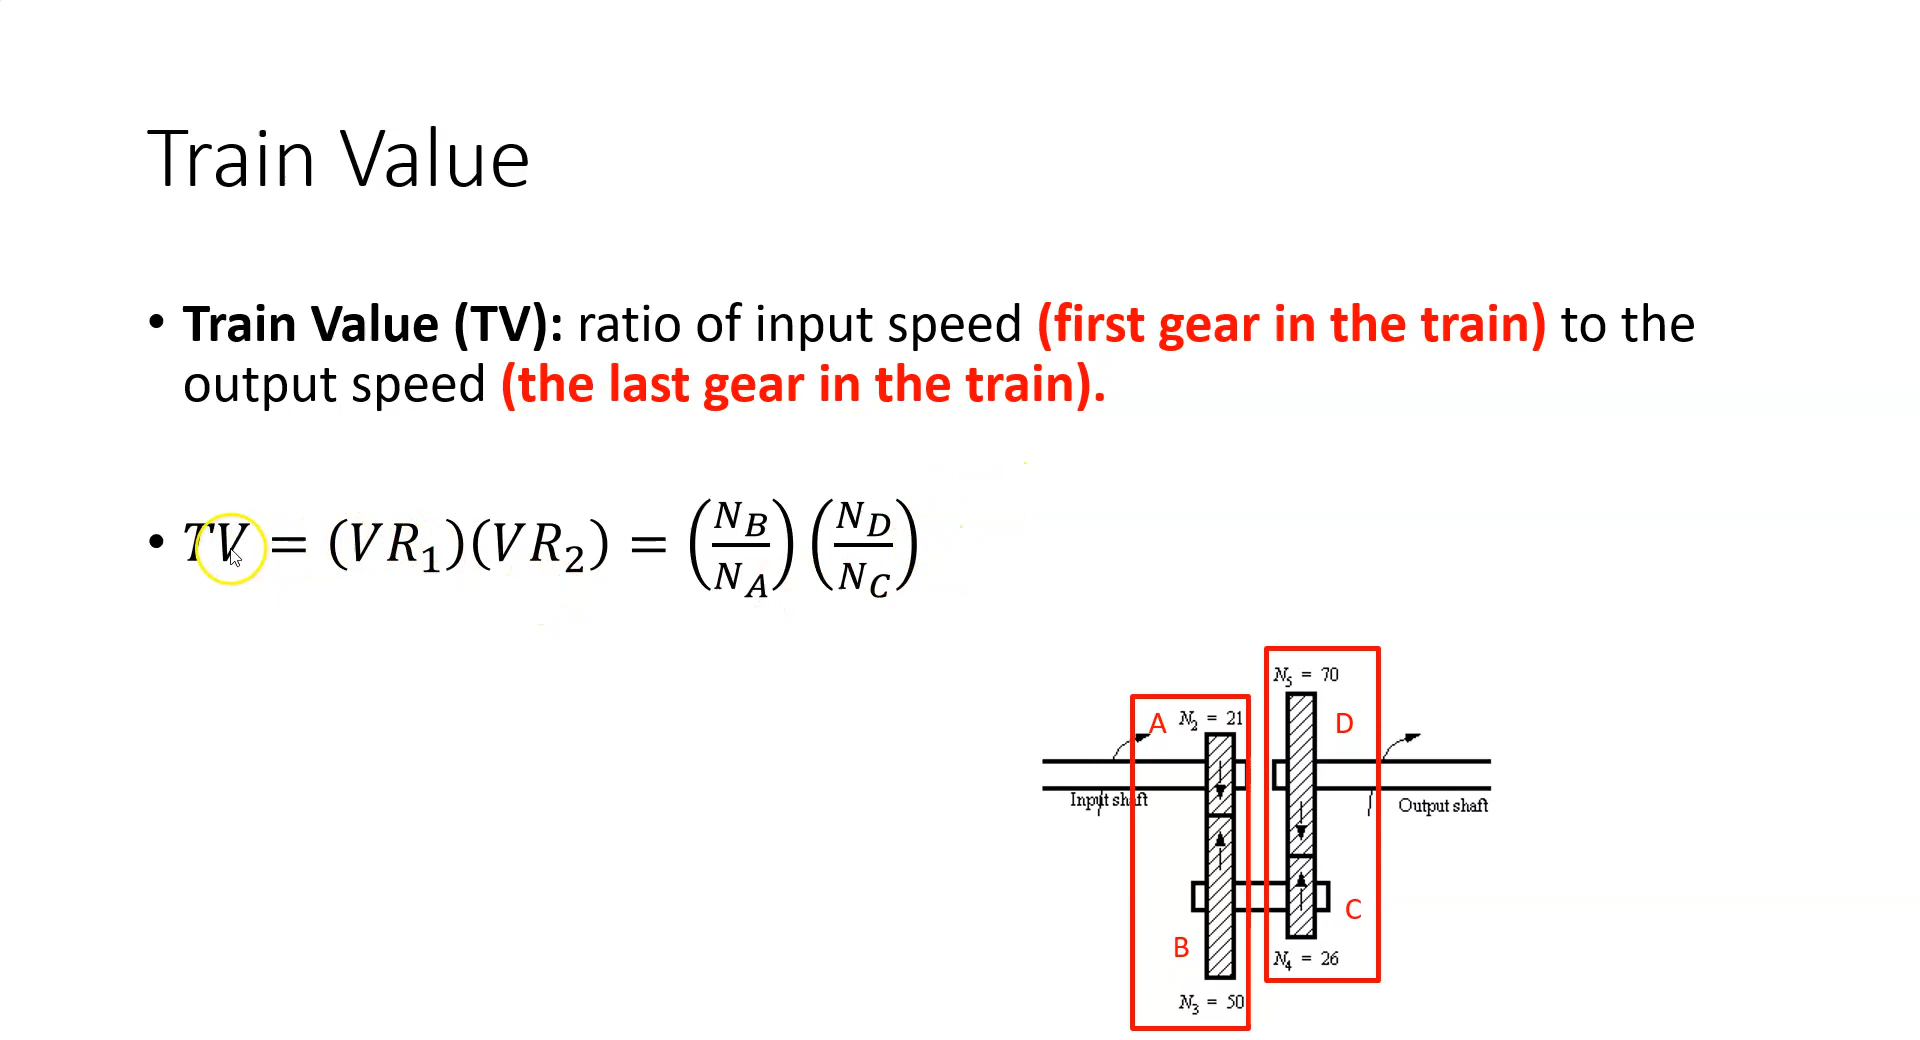 Train Value
• Train Value (TV): ratio of input speed (first gear in the train) to the
output speed (the last gear in the train).
• TV = (VR₁)(VR₂) = (N_B/N_A)(N_D/N_C)
N₅ = 70
A N₂ = 21
D
Input shaft
Output shaft
C
B
N₄ = 26
N₃ = 50